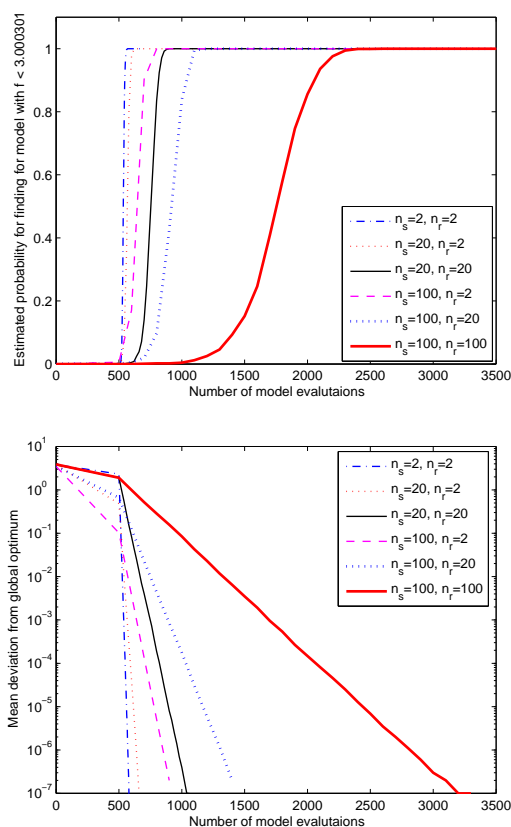 Estimated probability for finding for model with f < 3.000301
1
0.8
0.6
0.4
0.2
0
n_s=2, n_r=2
n_s=20, n_r=2
n_s=20, n_r=20
n_s=100, n_r=2
n_s=100, n_r=20
n_s=100, n_r=100
0 500 1000 1500 2000 2500 3000 3500
Number of model evalutaions
Mean deviation from global optimum
10^1
10^0
10^−1
10^−2
10^−3
10^−4
10^−5
10^−6
10^−7
n_s=2, n_r=2
n_s=20, n_r=2
n_s=20, n_r=20
n_s=100, n_r=2
n_s=100, n_r=20
n_s=100, n_r=100
0 500 1000 1500 2000 2500 3000 3500
Number of model evalutaions